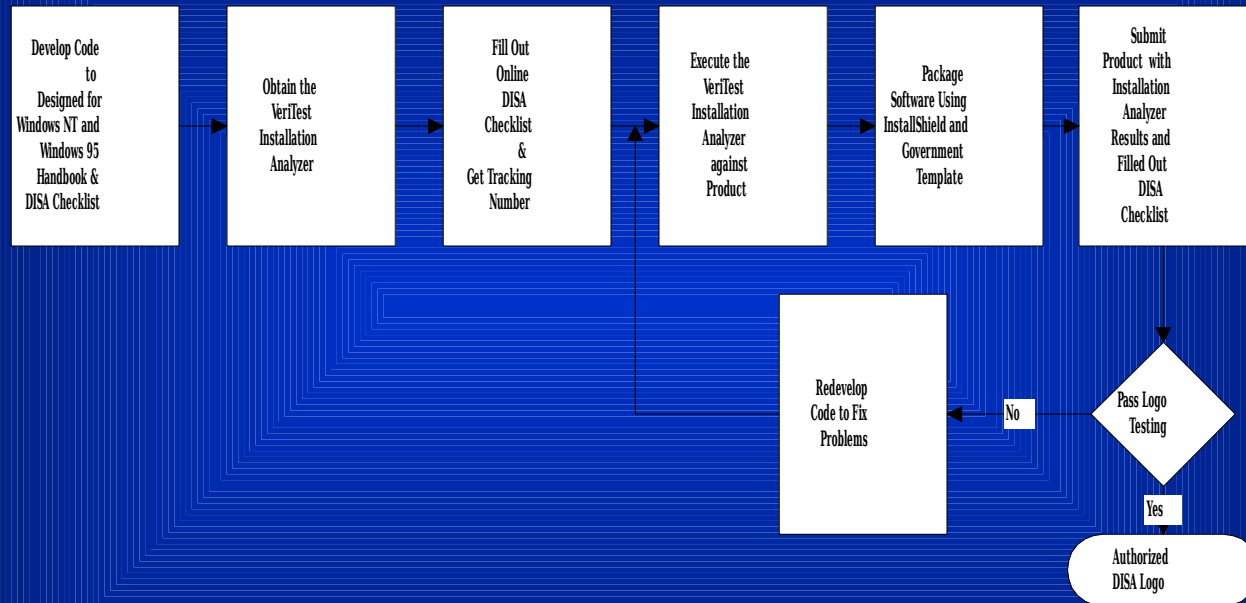 Develop Code
to
Designed for
Windows NT and
Windows 95
Handbook &
DISA Checklist
Obtain the
VeriTest
Installation
Analyzer
Fill Out
Online
DISA
Checklist
&
Get Tracking
Number
Execute the
VeriTest
Installation
Analyzer
against
Product
Package
Software Using
InstallShield and
Government
Template
Submit
Product with
Installation
Analyzer
Results and
Filled Out
DISA
Checklist
Pass Logo
Testing
No
Redevelop
Code to Fix
Problems
Yes
Authorized
DISA Logo